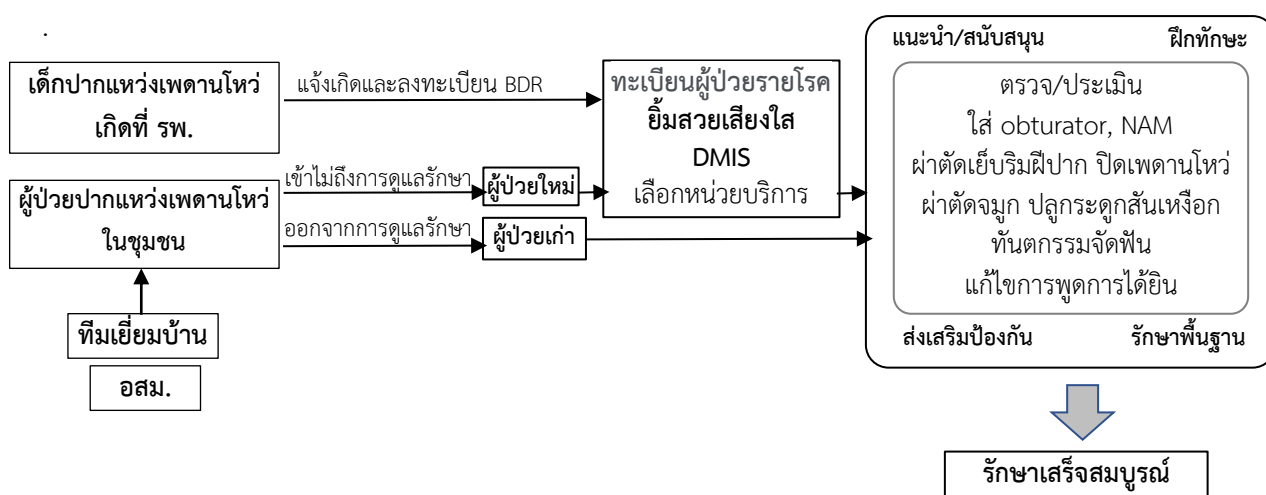 .
เด็กปากแหว่งเพดานโหว่
เกิดที่ รพ.
แจ้งเกิดและลงทะเบียน BDR
ทะเบียนผู้ป่วยรายโรค
ยิ้มสวยเสียงใส
DMIS
เลือกหน่วยบริการ
ผู้ป่วยปากแหว่งเพดานโหว่
ในชุมชน
เข้าไม่ถึงการดูแลรักษา
ผู้ป่วยใหม่
ออกจากการดูแลรักษา
ผู้ป่วยเก่า
ทีมเยี่ยมบ้าน
อสม.
แนะนำ/สนับสนุน
ฝึกทักษะ
ตรวจ/ประเมิน
ใส่ obturator, NAM
ผ่าตัดเย็บริมฝีปาก ปิดเพดานโหว่
ผ่าตัดจมูก ปลูกระดูกสันเหงือก
ทันตกรรมจัดฟัน
แก้ไขการพูดการได้ยิน
ส่งเสริมป้องกัน
รักษาพื้นฐาน
รักษาเสร็จสมบูรณ์